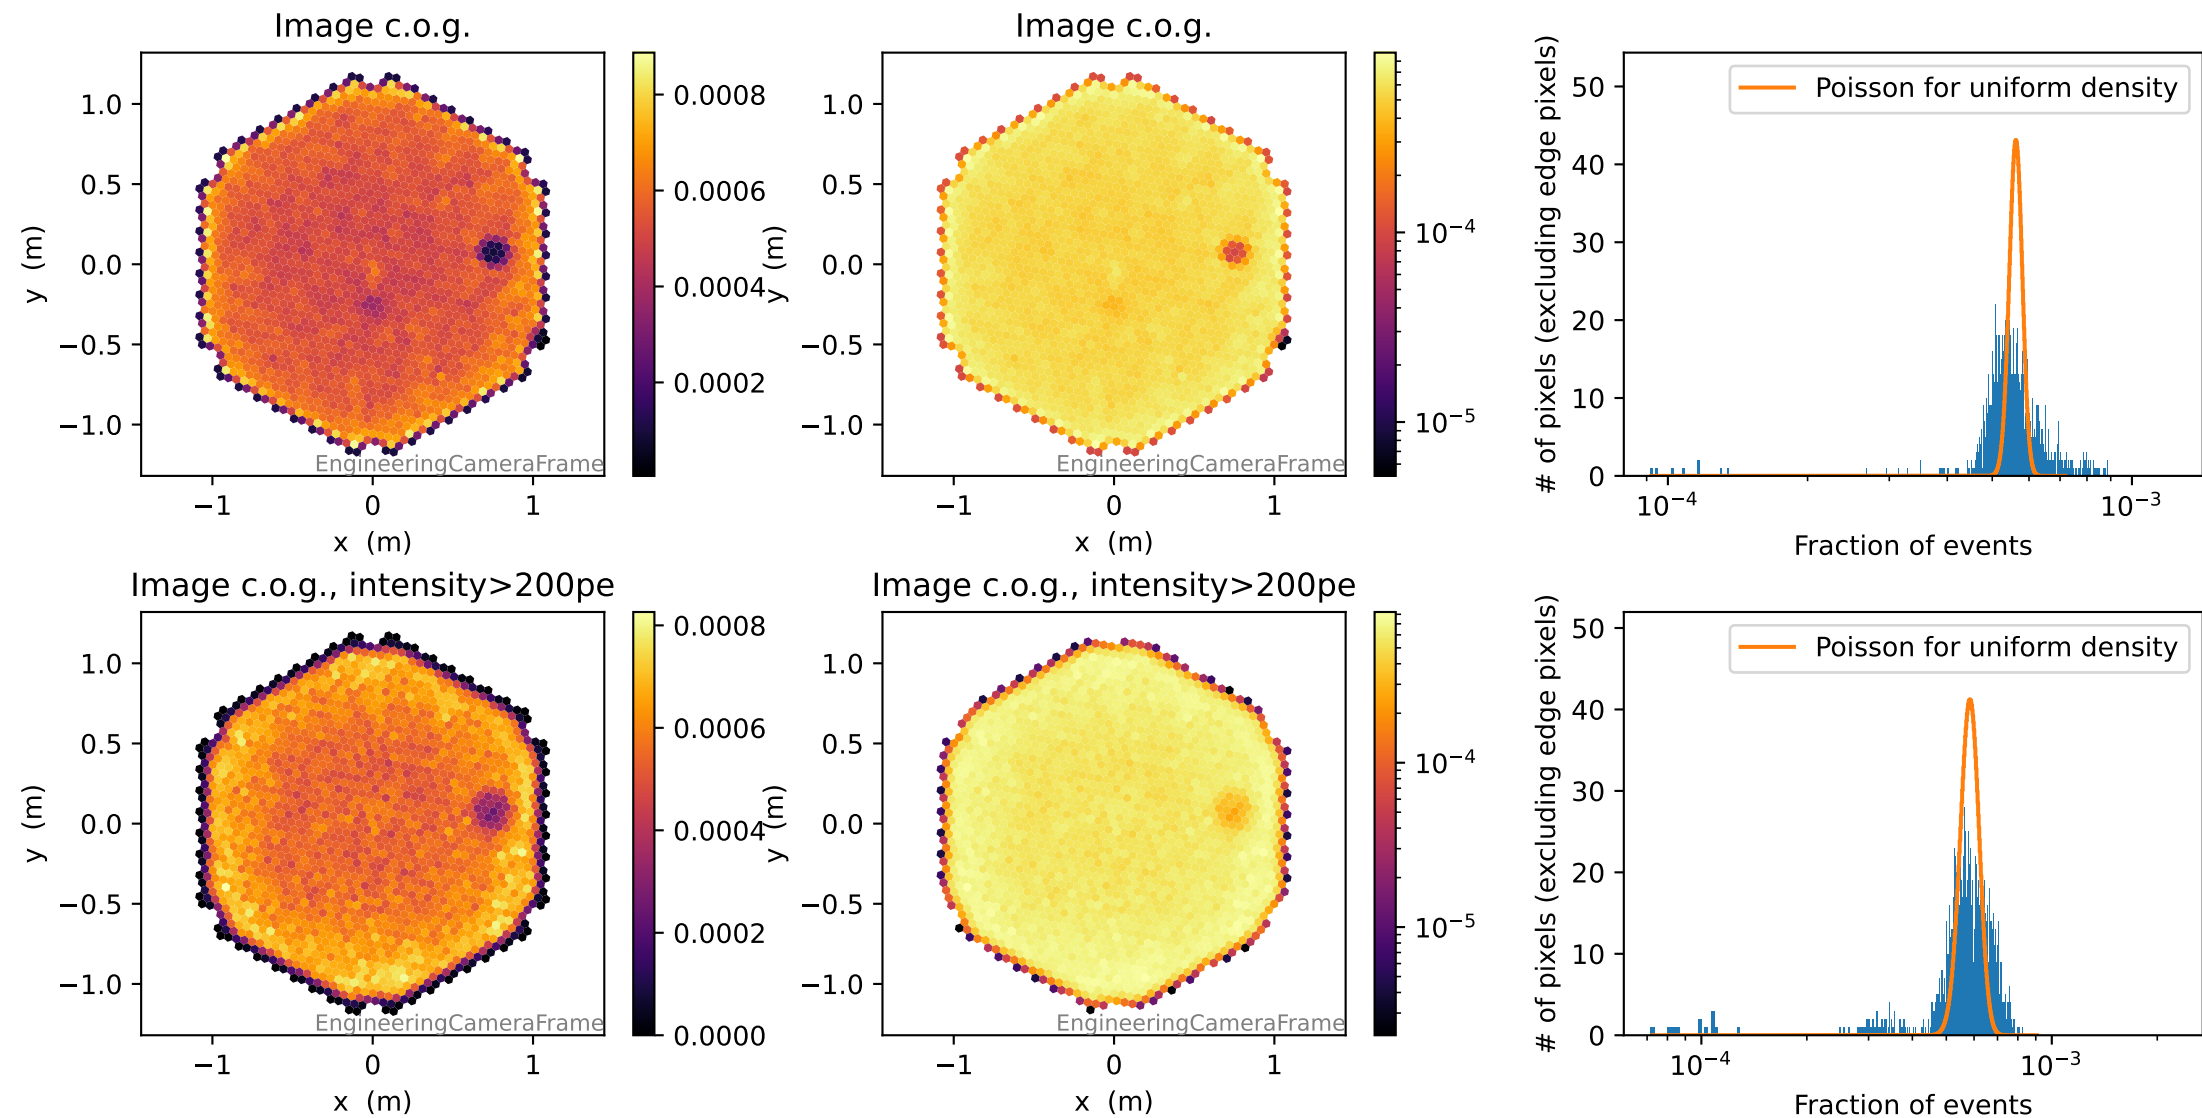 Image c.o.g.
1.0
0.5
0.0
−0.5
−1.0
y (m)
−1
0
1
x (m)
EngineeringCameraFrame
0.0008
0.0006
0.0004
0.0002
Image c.o.g.
1.0
0.5
0.0
−0.5
−1.0
y (m)
−1
0
1
x (m)
EngineeringCameraFrame
10⁻⁴
10⁻⁵
Poisson for uniform density
50
40
30
20
10
0
# of pixels (excluding edge pixels)
10⁻⁴
10⁻³
Fraction of events
Image c.o.g., intensity>200pe
1.0
0.5
0.0
−0.5
−1.0
y (m)
−1
0
1
x (m)
EngineeringCameraFrame
0.0008
0.0006
0.0004
0.0002
0.0000
Image c.o.g., intensity>200pe
1.0
0.5
0.0
−0.5
−1.0
y (m)
−1
0
1
x (m)
EngineeringCameraFrame
10⁻⁴
10⁻⁵
Poisson for uniform density
50
40
30
20
10
0
# of pixels (excluding edge pixels)
10⁻⁴
10⁻³
Fraction of events